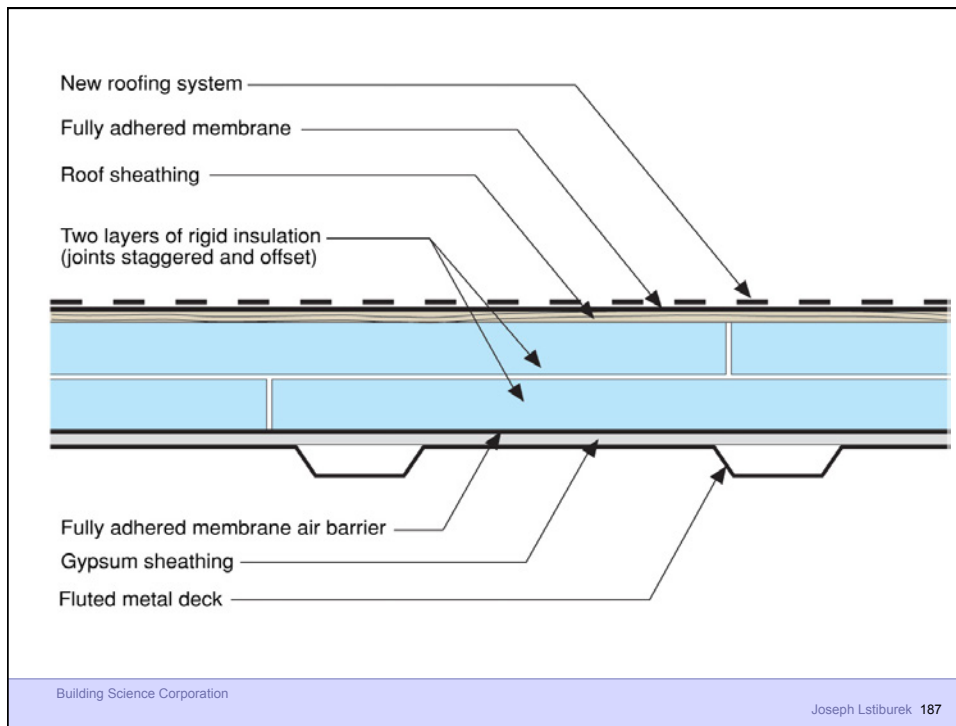 New roofing system
Fully adhered membrane
Roof sheathing
Two layers of rigid insulation
(joints staggered and offset)
Fully adhered membrane air barrier
Gypsum sheathing
Fluted metal deck
Building Science Corporation
Joseph Lstiburek 187